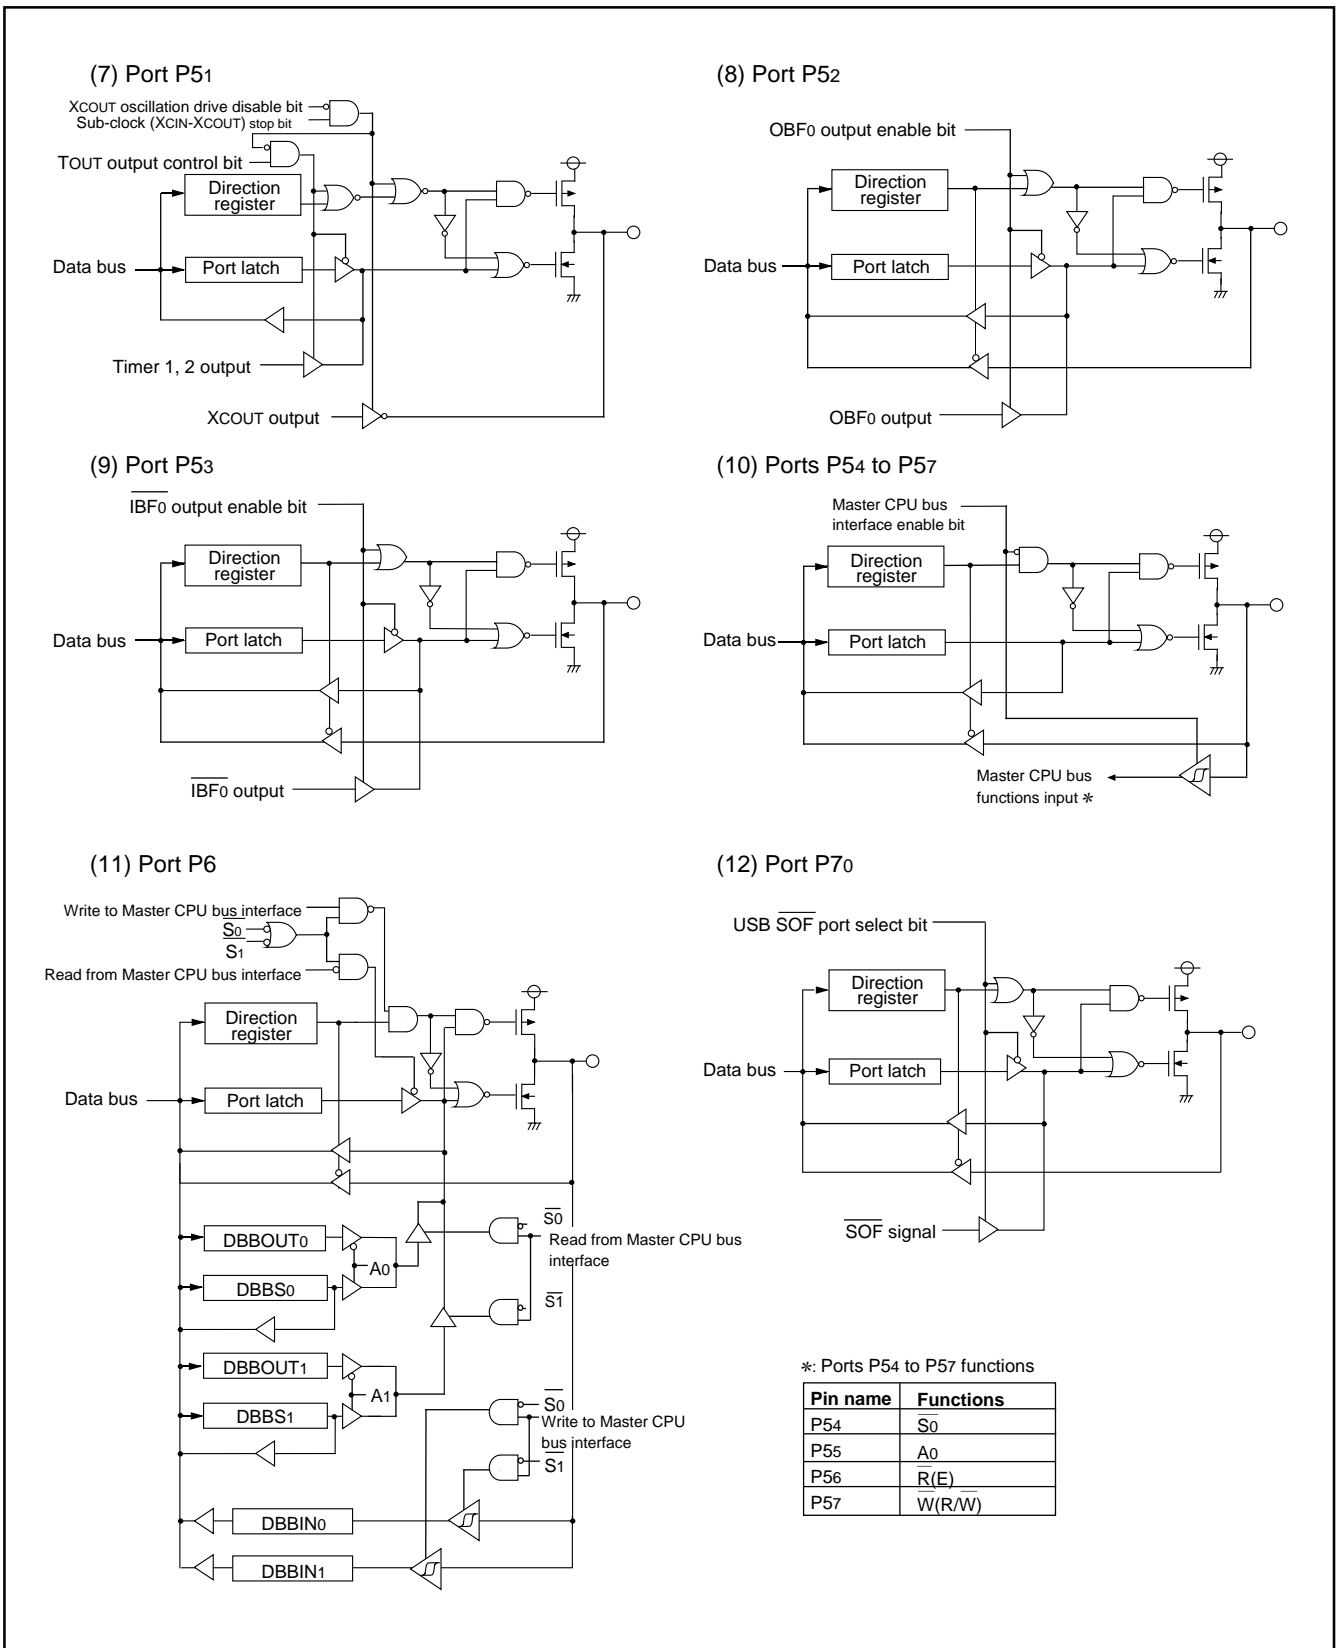 (7) Port P51
XCOUT oscillation drive disable bit
Sub-clock (XCIN-XCOUT) stop bit
TOUT output control bit
Direction
register
Data bus
Port latch
Timer 1, 2 output
XCOUT output
(8) Port P52
OBF0 output enable bit
Direction
register
Data bus
Port latch
OBF0 output
(9) Port P53
IBF0 output enable bit
Direction
register
Data bus
Port latch
IBF0 output
(10) Ports P54 to P57
Master CPU bus
interface enable bit
Direction
register
Data bus
Port latch
Master CPU bus
functions input *
(11) Port P6
Write to Master CPU bus interface
S0
S1
Read from Master CPU bus interface
Direction
register
Data bus
Port latch
DBBOUT0
A0
DBBS0
S0
Read from Master CPU bus
interface
S1
DBBOUT1
A1
DBBS1
S0
Write to Master CPU
bus interface
S1
DBBIN0
DBBIN1
(12) Port P70
USB SOF port select bit
Direction
register
Data bus
Port latch
SOF signal
*: Ports P54 to P57 functions
Pin name Functions
P54 S0
P55 A0
P56 R(E)
P57 W(R/W)